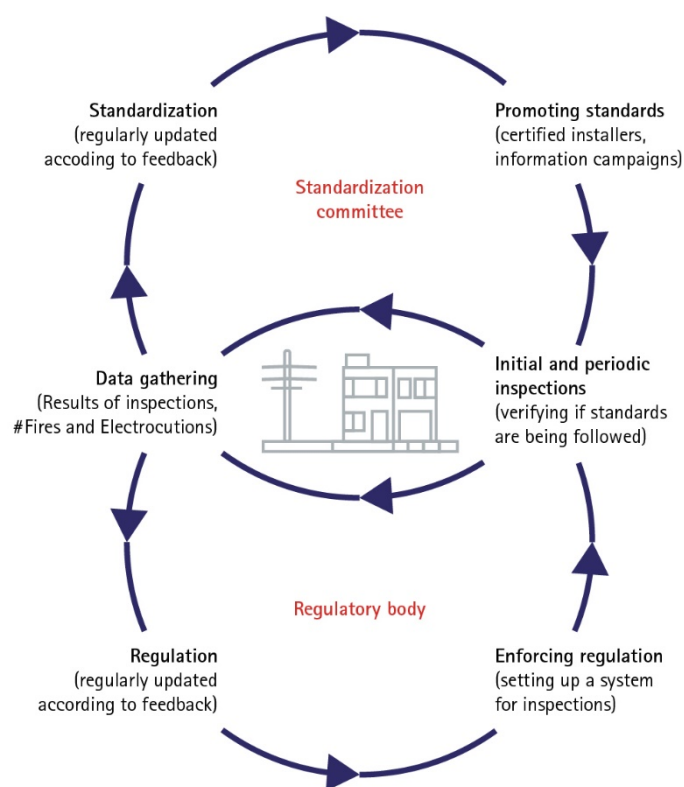 Standardization
(regularly updated
accoding to feedback)
Promoting standards
(certified installers,
information campaigns)
Standardization
committee
Data gathering
(Results of inspections,
#Fires and Electrocutions)
Initial and periodic
inspections
(verifying if standards
are being followed)
Regulatory body
Regulation
(regularly updated
according to feedback)
Enforcing regulation
(setting up a system
for inspections)